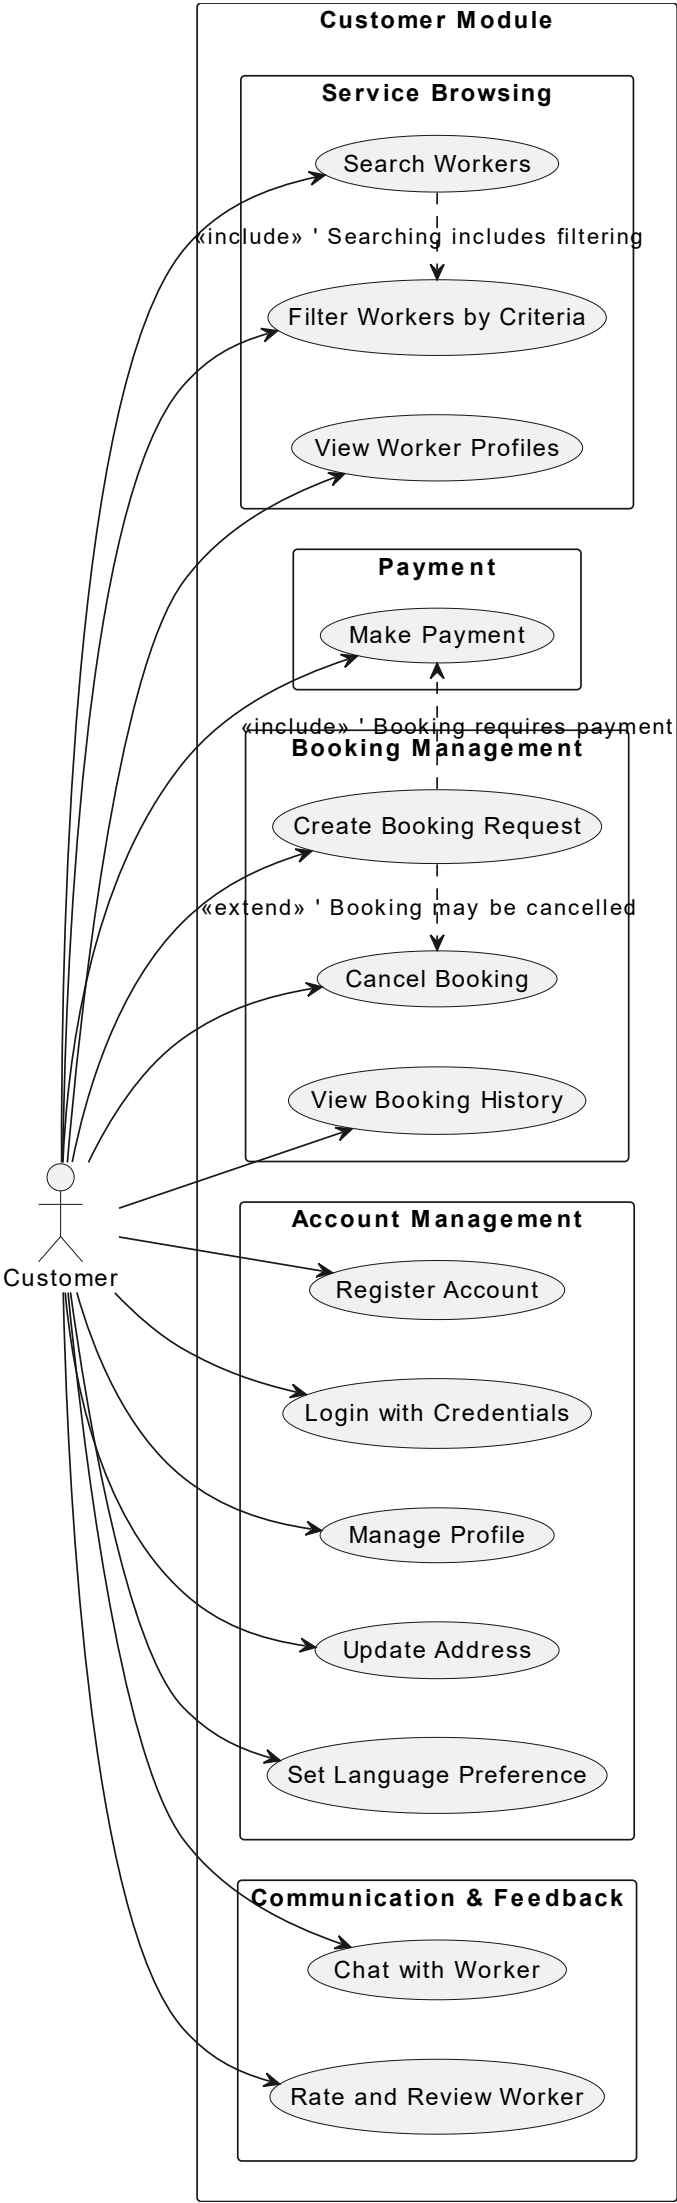 Customer Module
Service Browsing
Search Workers
«include» ' Searching includes filtering
Filter Workers by Criteria
View Worker Profiles
Payment
Make Payment
«include» ' Booking requires payment
Booking Management
Create Booking Request
«extend» ' Booking may be cancelled
Cancel Booking
View Booking History
Account Management
Customer
Register Account
Login with Credentials
Manage Profile
Update Address
Set Language Preference
Communication & Feedback
Chat with Worker
Rate and Review Worker